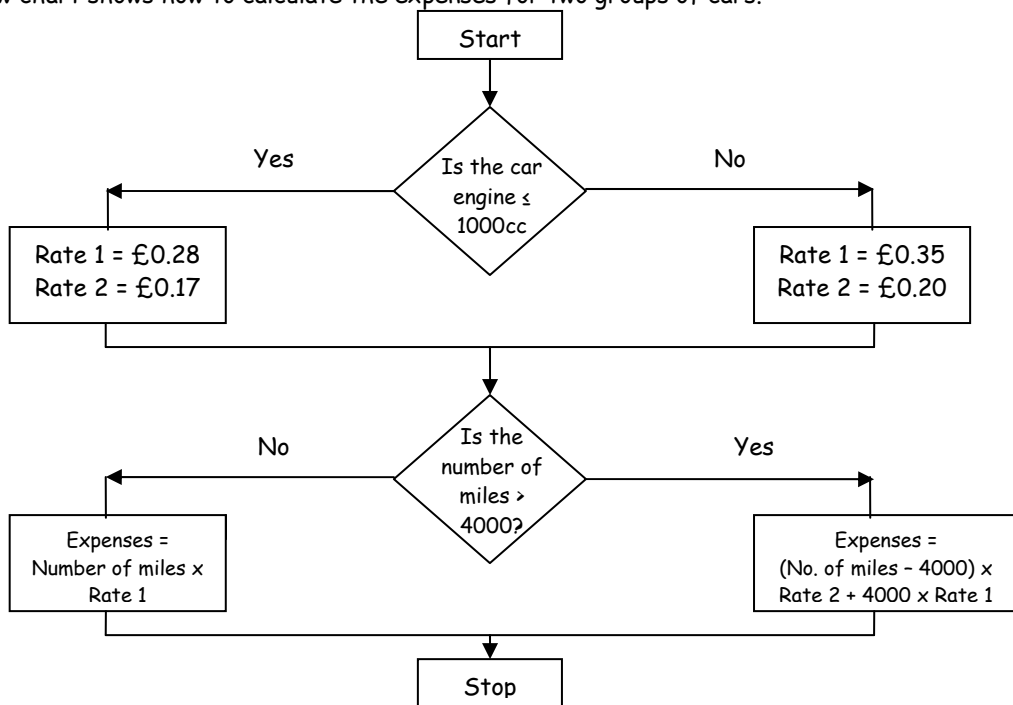 chart shows how to calculate the expenses for two groups of cars.
Start
Yes
No
Is the car
engine ≤
1000cc
Rate 1 = £0.28
Rate 2 = £0.17
Rate 1 = £0.35
Rate 2 = £0.20
No
Yes
Is the
number of
miles >
4000?
Expenses =
Number of miles x
Rate 1
Expenses =
(No. of miles – 4000) x
Rate 2 + 4000 x Rate 1
Stop